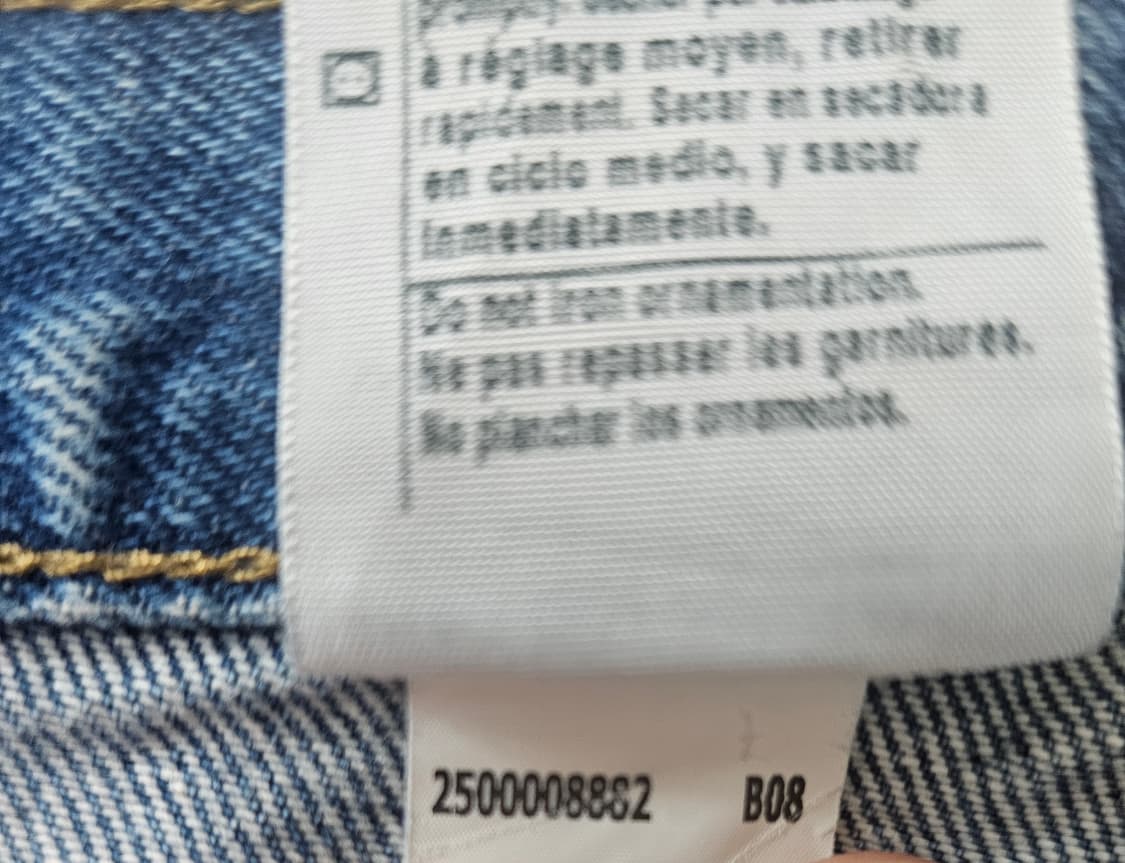 à réglage moyen, retirer
rapidement. Secar en secadora
en ciclo medio, y sacar
inmediatamente.
Do not iron ornamentation.
Ne pas repasser les garnitures.
No planchar los ornamentos.
2500008882 B08